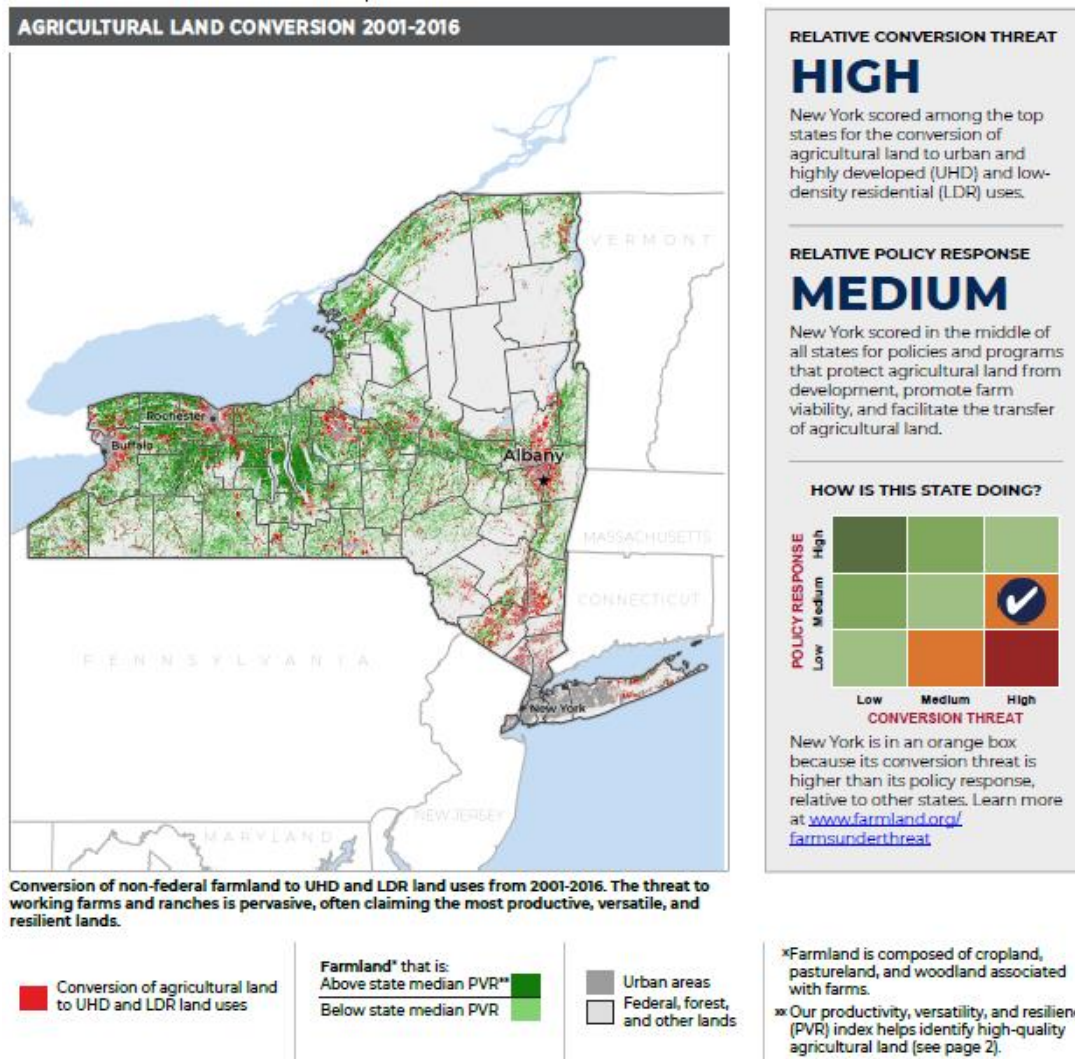 AGRICULTURAL LAND CONVERSION 2001-2016
VERMONT
Rochester
Buffalo
Albany
MASSACHUSETTS
CONNECTICUT
PENNSYLVANIA
New York
NEW JERSEY
MARYLAND
Conversion of non-federal farmland to UHD and LDR land uses from 2001-2016. The threat to
working farms and ranches is pervasive, often claiming the most productive, versatile, and
resilient lands.
Conversion of agricultural land
to UHD and LDR land uses
Farmland* that is:
Above state median PVR**
Below state median PVR
Urban areas
Federal, forest,
and other lands
*Farmland is composed of cropland,
pastureland, and woodland associated
with farms.
**Our productivity, versatility, and resilienc
(PVR) index helps identify high-quality
agricultural land (see page 2).
RELATIVE CONVERSION THREAT
HIGH
New York scored among the top
states for the conversion of
agricultural land to urban and
highly developed (UHD) and low-
density residential (LDR) uses.
RELATIVE POLICY RESPONSE
MEDIUM
New York scored in the middle of
all states for policies and programs
that protect agricultural land from
development, promote farm
viability, and facilitate the transfer
of agricultural land.
HOW IS THIS STATE DOING?
POLICY RESPONSE
High
Medium
Low
Low Medium High
CONVERSION THREAT
New York is in an orange box
because its conversion threat is
higher than its policy response,
relative to other states. Learn more
at www.farmland.org/
farmsunderthreat